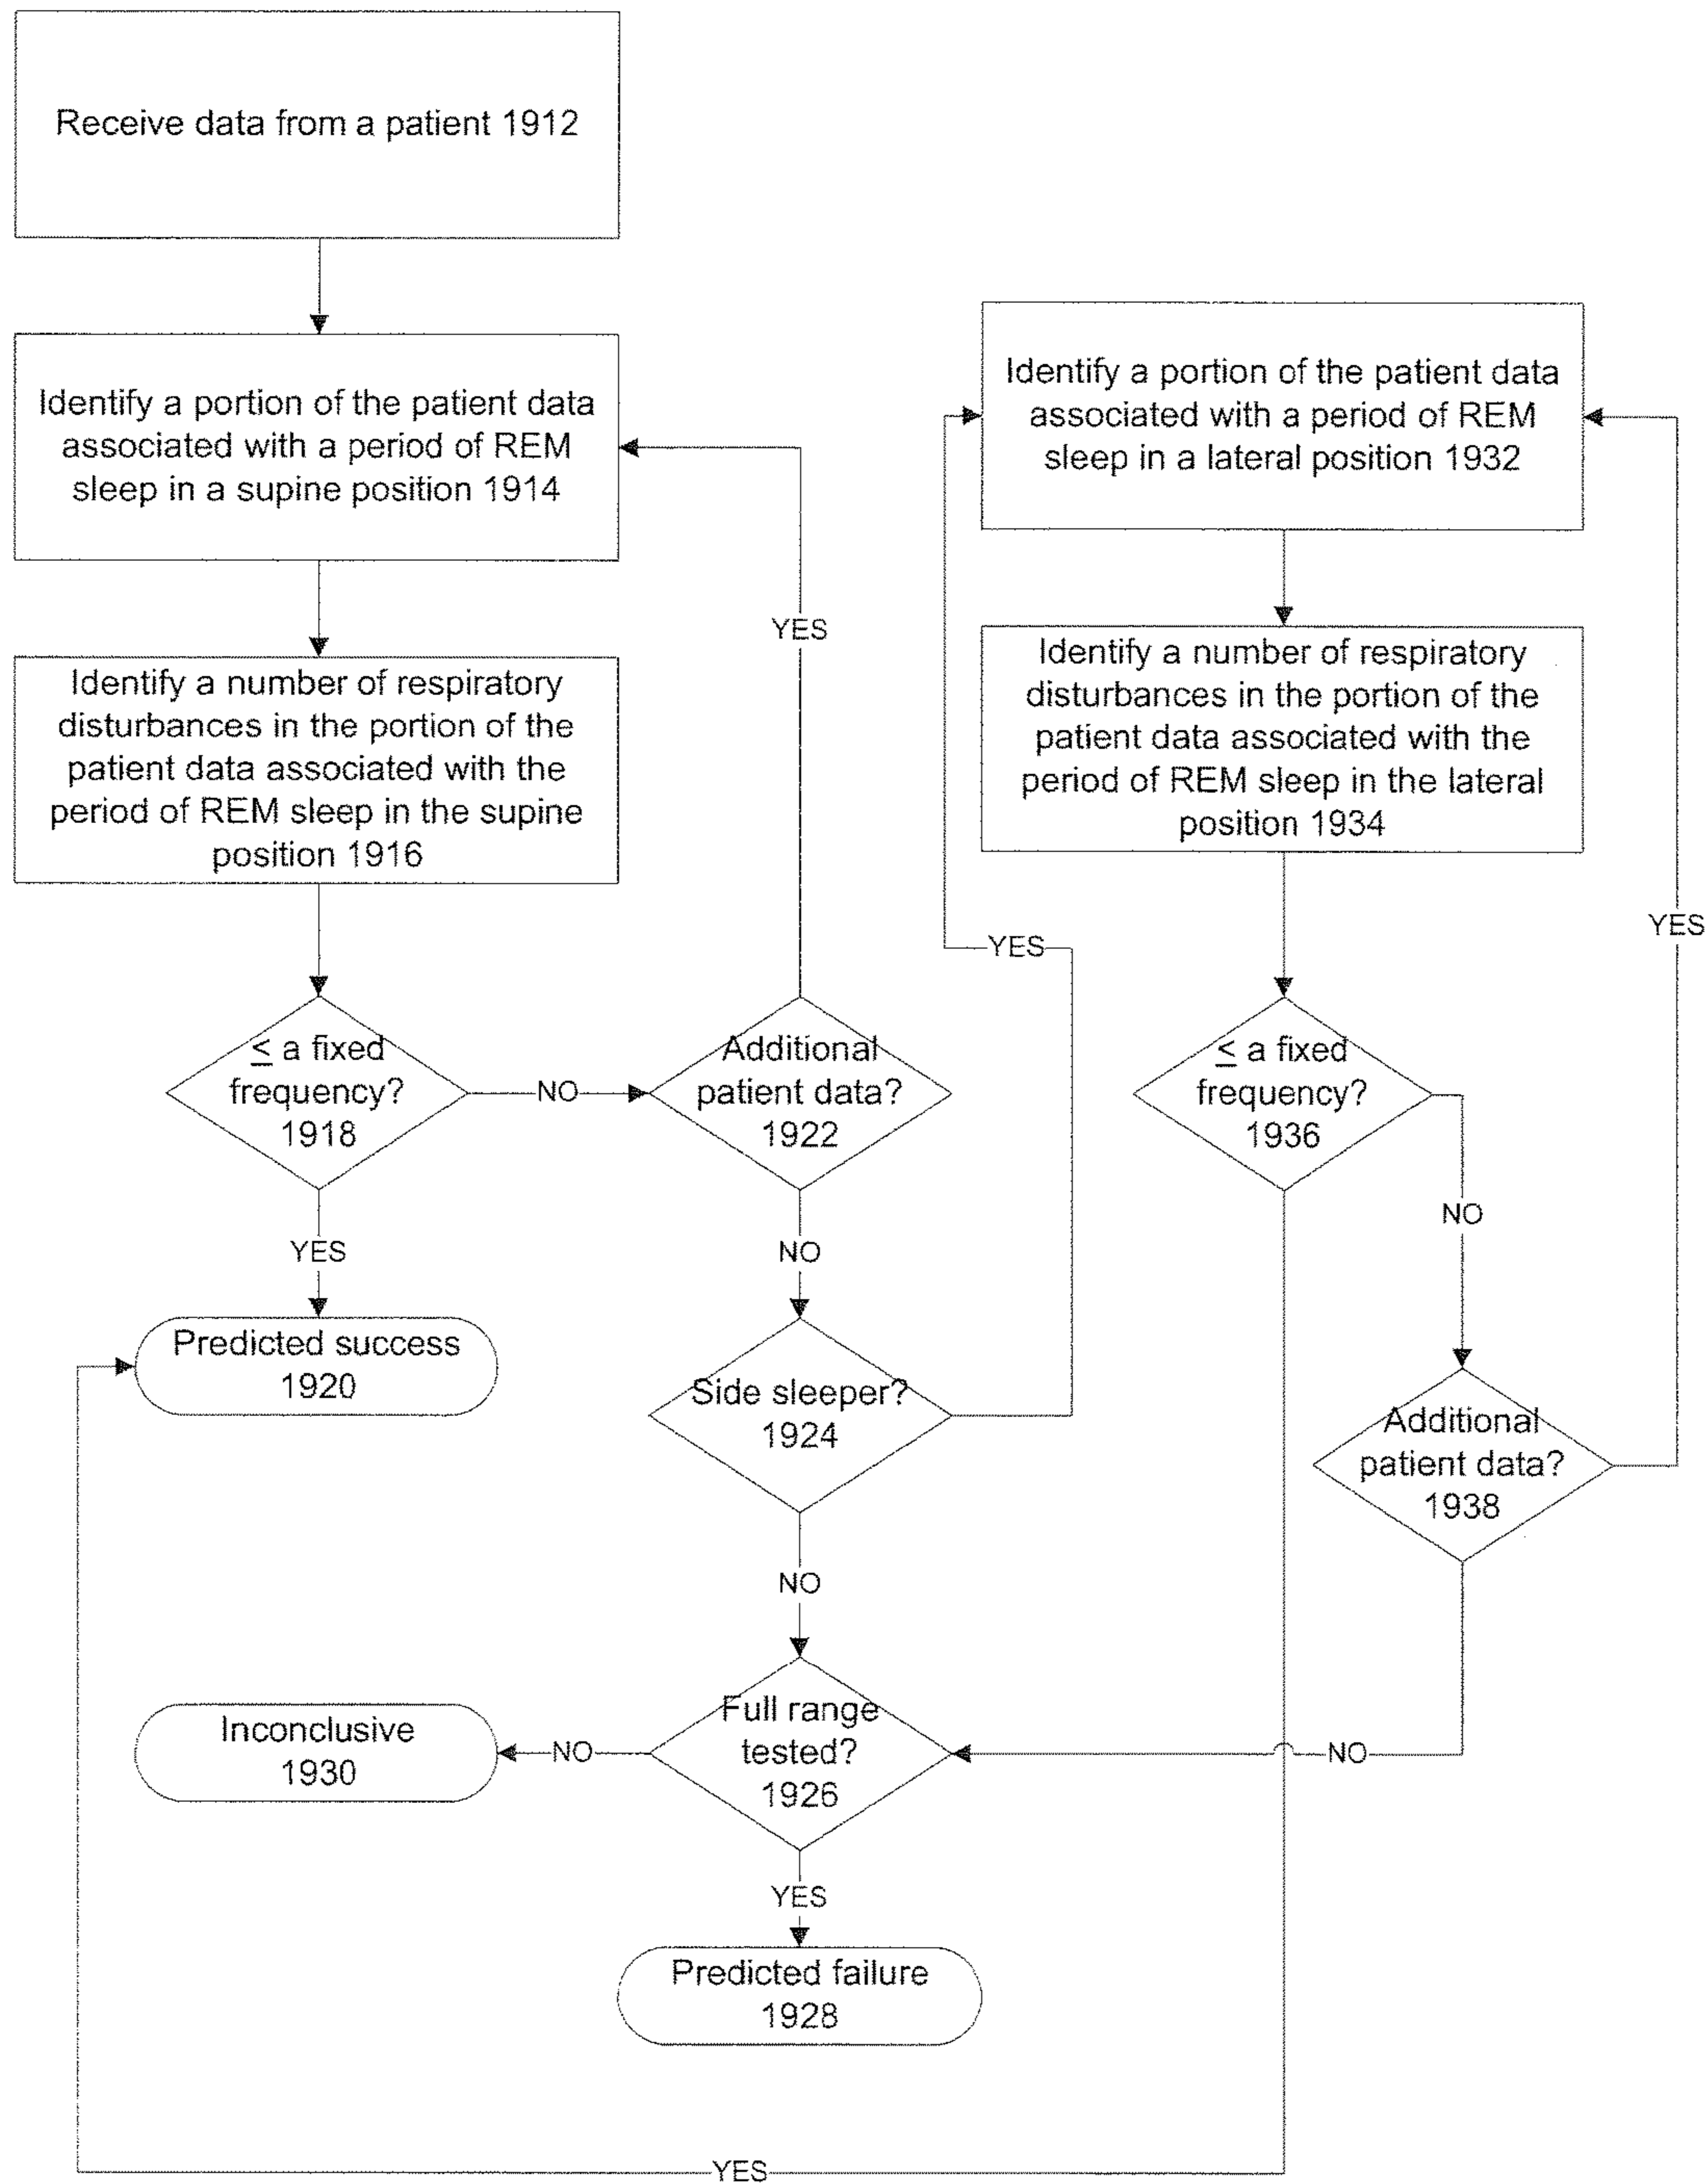 Receive data from a patient 1912
Identify a portion of the patient data
associated with a period of REM
sleep in a supine position 1914
YES
Identify a number of respiratory
disturbances in the portion of the
patient data associated with the
period of REM sleep in the supine
position 1916
≤ a fixed
frequency?
1918
NO
Additional
patient data?
1922
YES
Predicted success
1920
NO
Side sleeper?
1924
YES
NO
Full range
tested?
1926
NO
Inconclusive
1930
YES
Predicted failure
1928
Identify a portion of the patient data
associated with a period of REM
sleep in a lateral position 1932
Identify a number of respiratory
disturbances in the portion of the
patient data associated with the
period of REM sleep in the lateral
position 1934
≤ a fixed
frequency?
1936
NO
Additional
patient data?
1938
YES
NO
YES